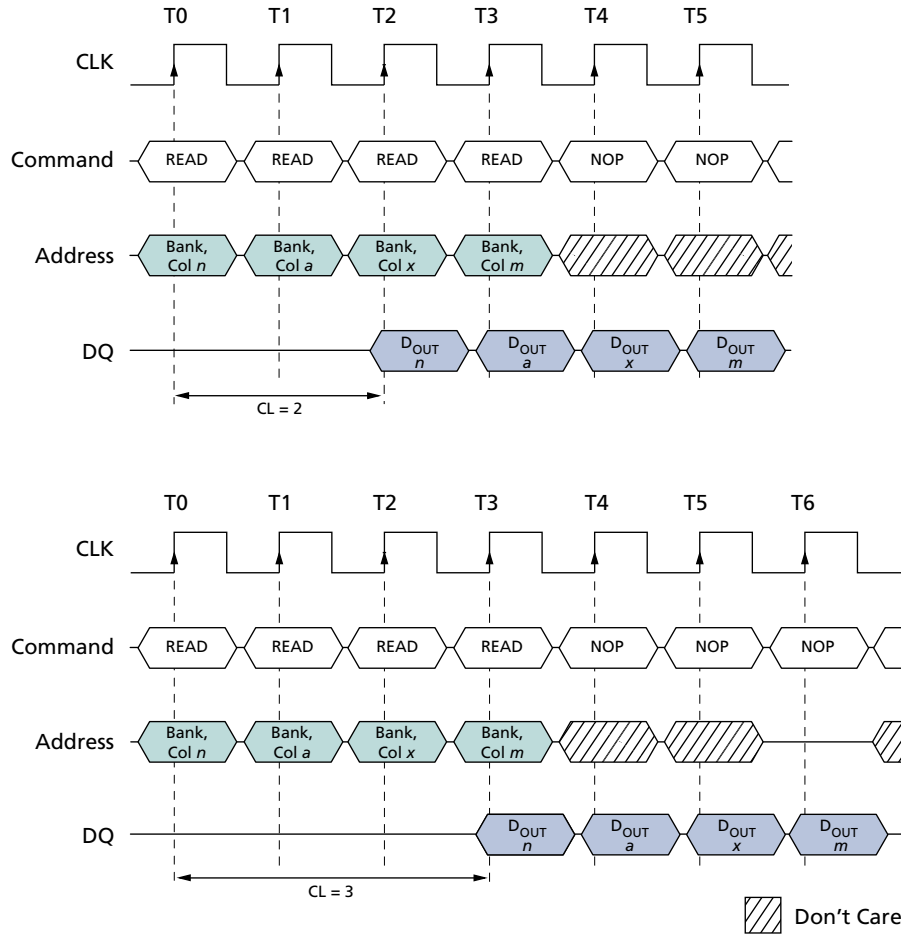 T0 T1 T2 T3 T4 T5
CLK
Command READ READ READ READ NOP NOP
Address Bank, Col n Bank, Col a Bank, Col x Bank, Col m
DQ DOUT n DOUT a DOUT x DOUT m
CL = 2
T0 T1 T2 T3 T4 T5 T6
CLK
Command READ READ READ READ NOP NOP NOP
Address Bank, Col n Bank, Col a Bank, Col x Bank, Col m
DQ DOUT n DOUT a DOUT x DOUT m
CL = 3
Don't Care